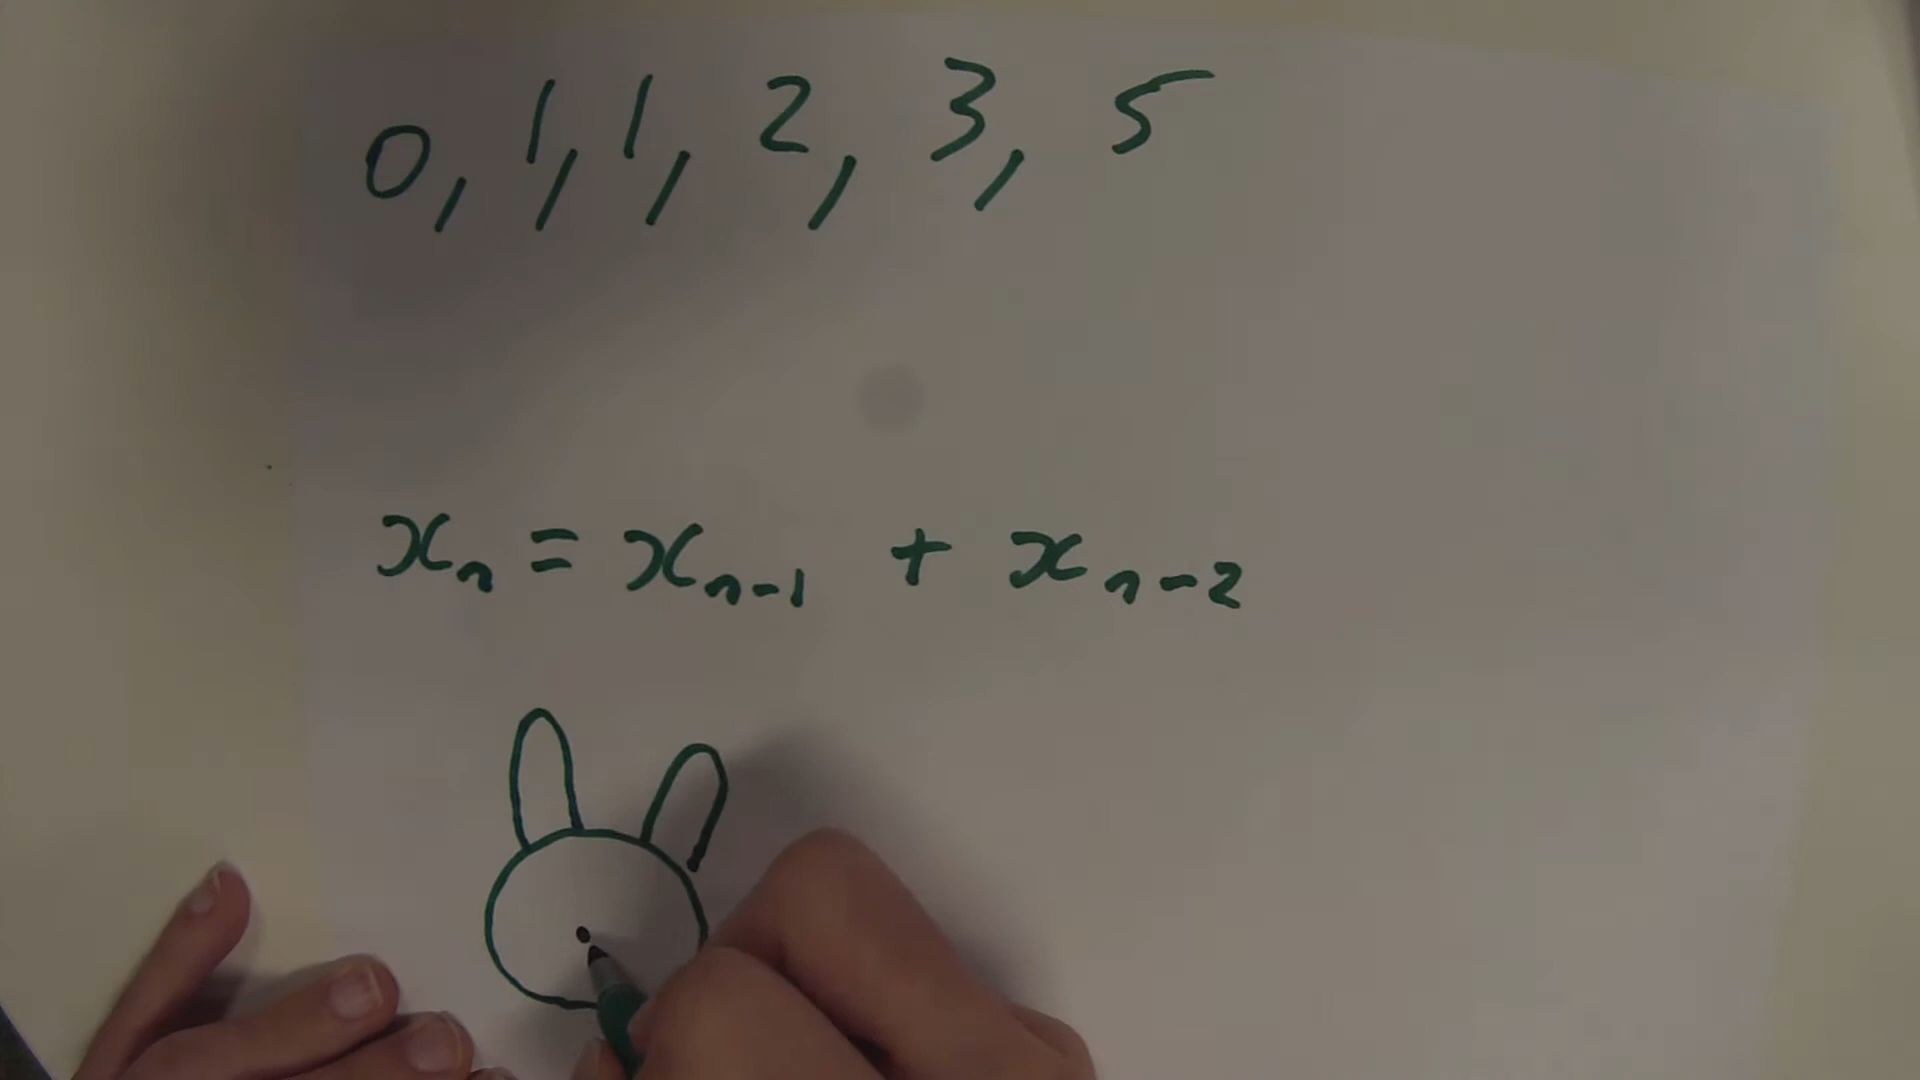 0, 1, 1, 2, 3, 5
xₙ = xₙ₋₁ + xₙ₋₂